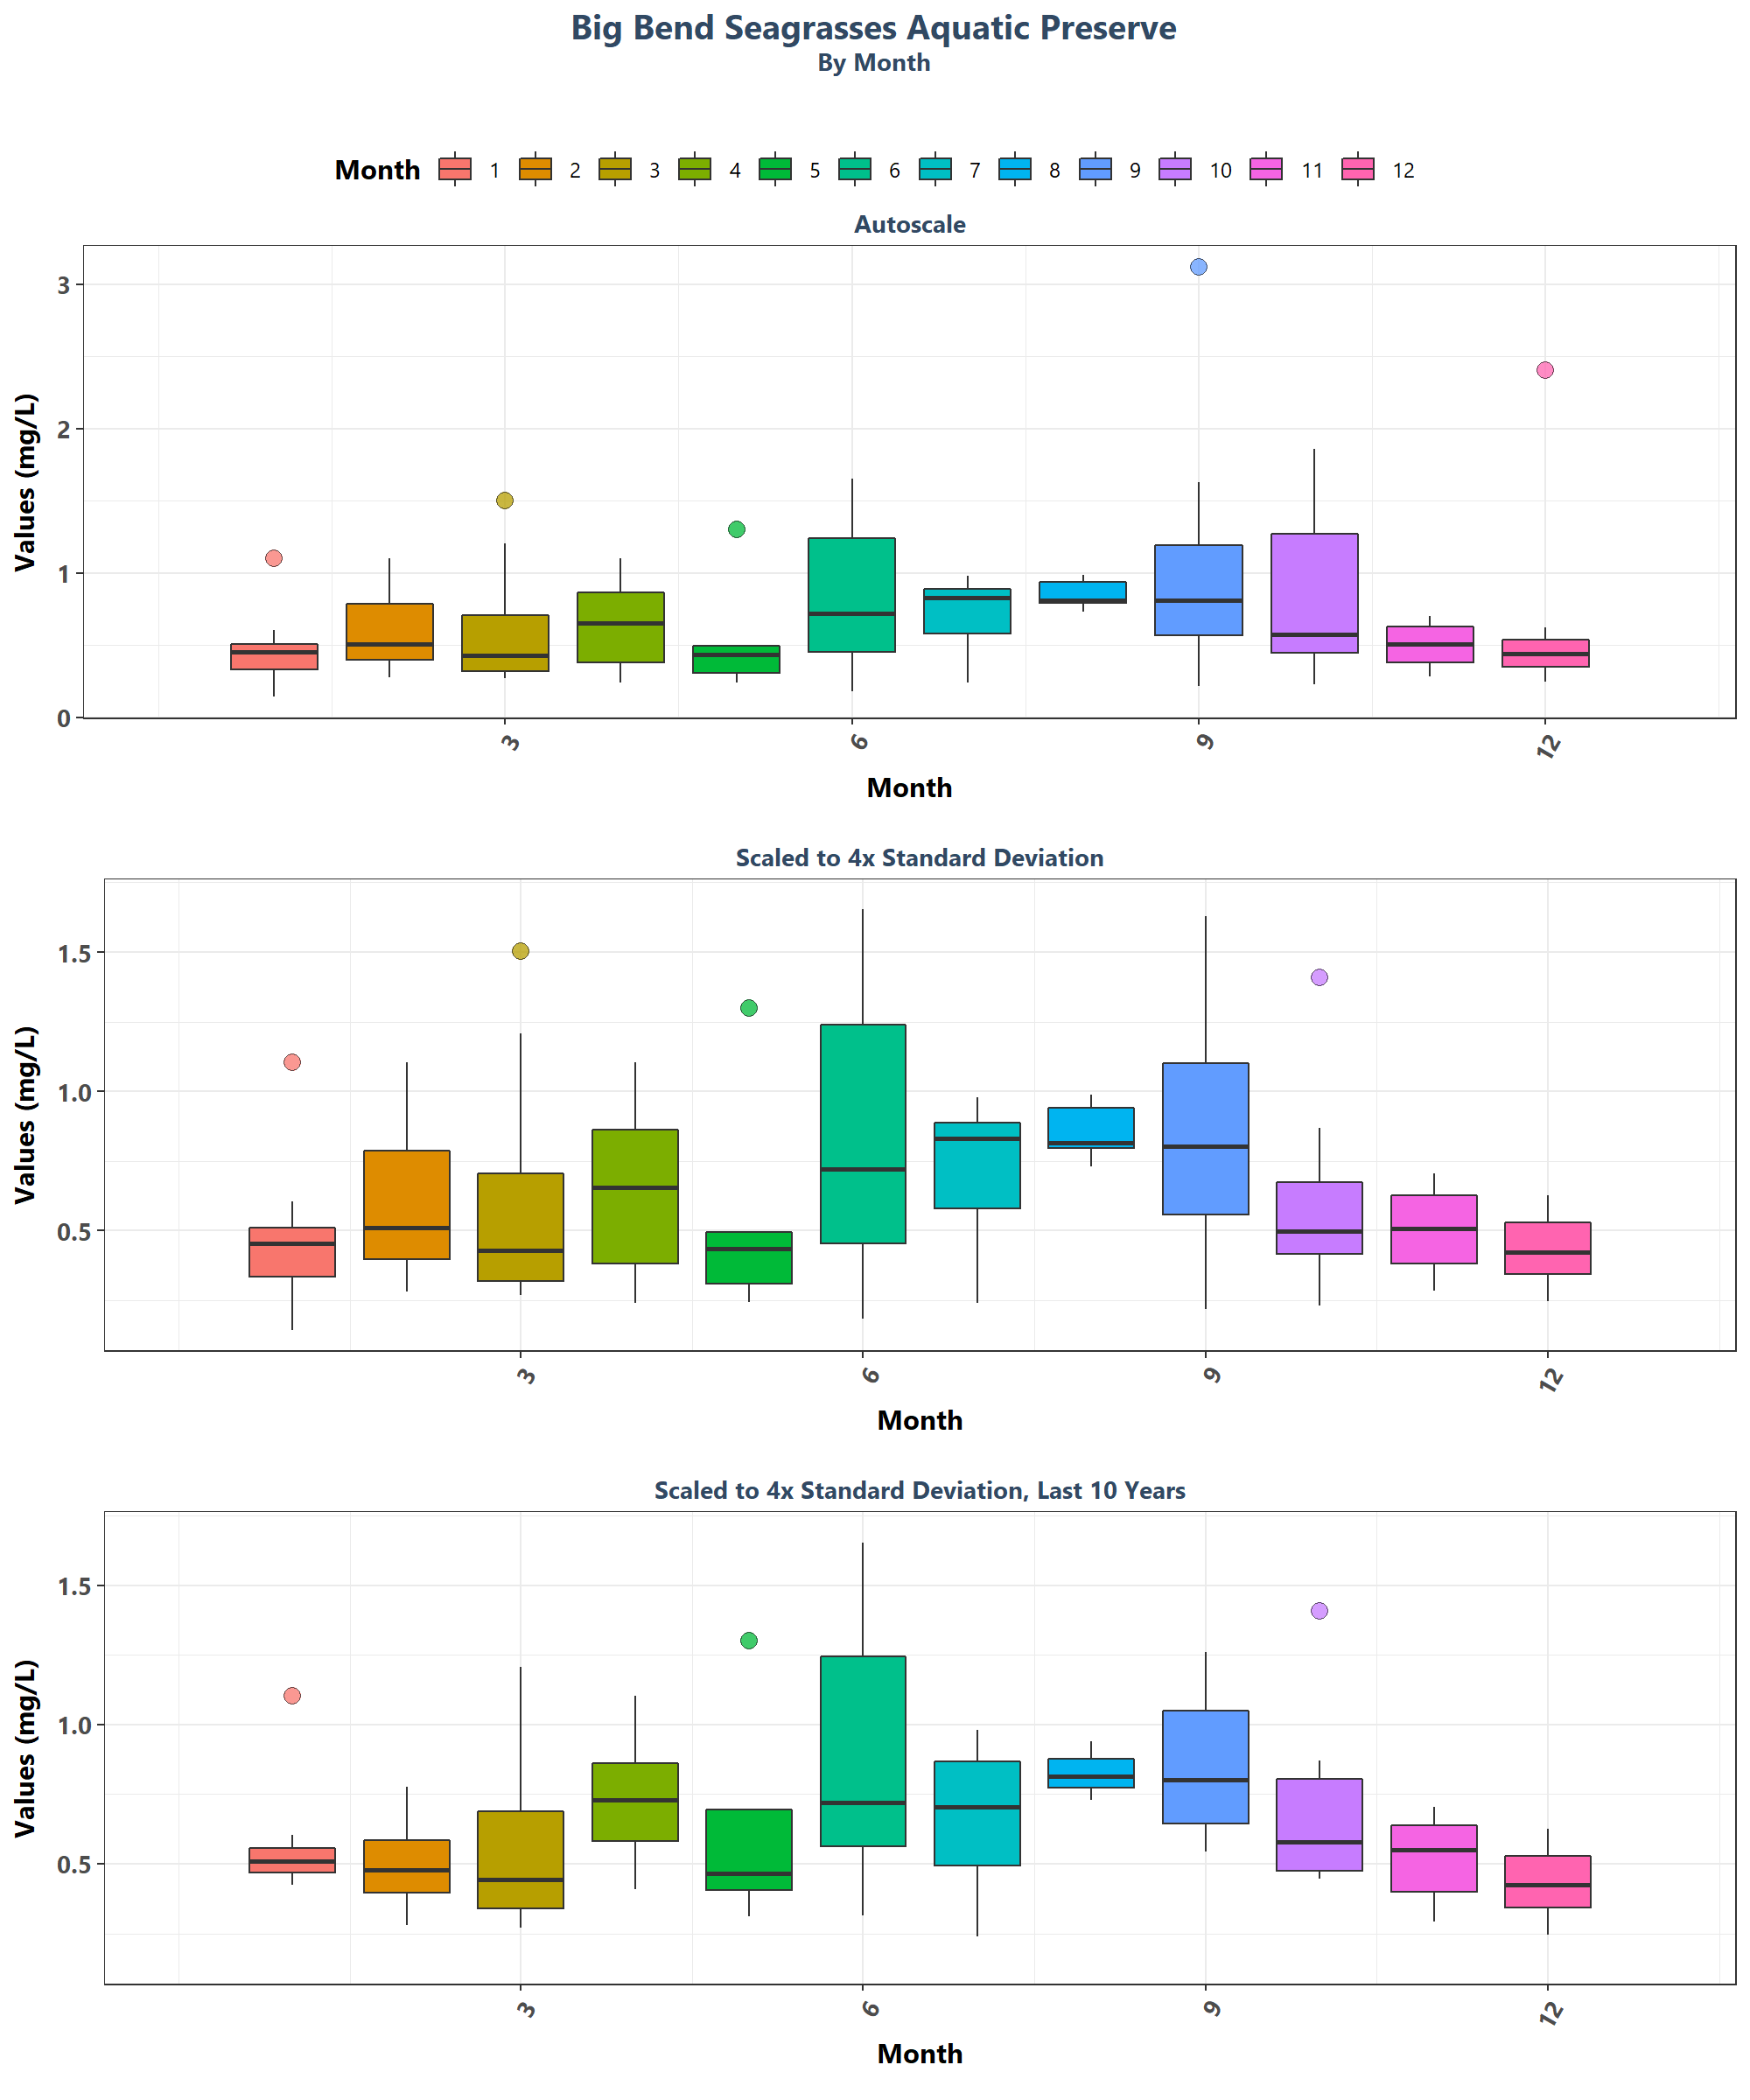 Big Bend Seagrasses Aquatic Preserve
By Month
Month 1 2 3 4 5 6 7 8 9 10 11 12
Autoscale
Values (mg/L)
3
2
1
0
3 6 9 12
Month
Scaled to 4x Standard Deviation
Values (mg/L)
1.5
1.0
0.5
3 6 9 12
Month
Scaled to 4x Standard Deviation, Last 10 Years
Values (mg/L)
1.5
1.0
0.5
3 6 9 12
Month